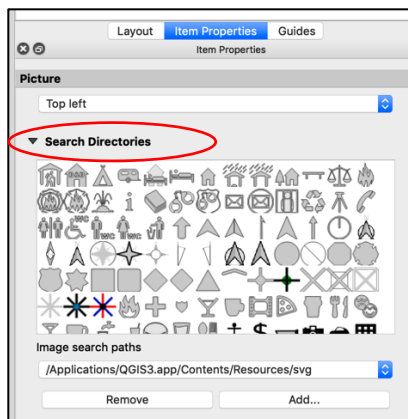 Layout Item Properties Guides
Item Properties
Picture
Top left
Search Directories
Image search paths
/Applications/QGIS3.app/Contents/Resources/svg
Remove Add...